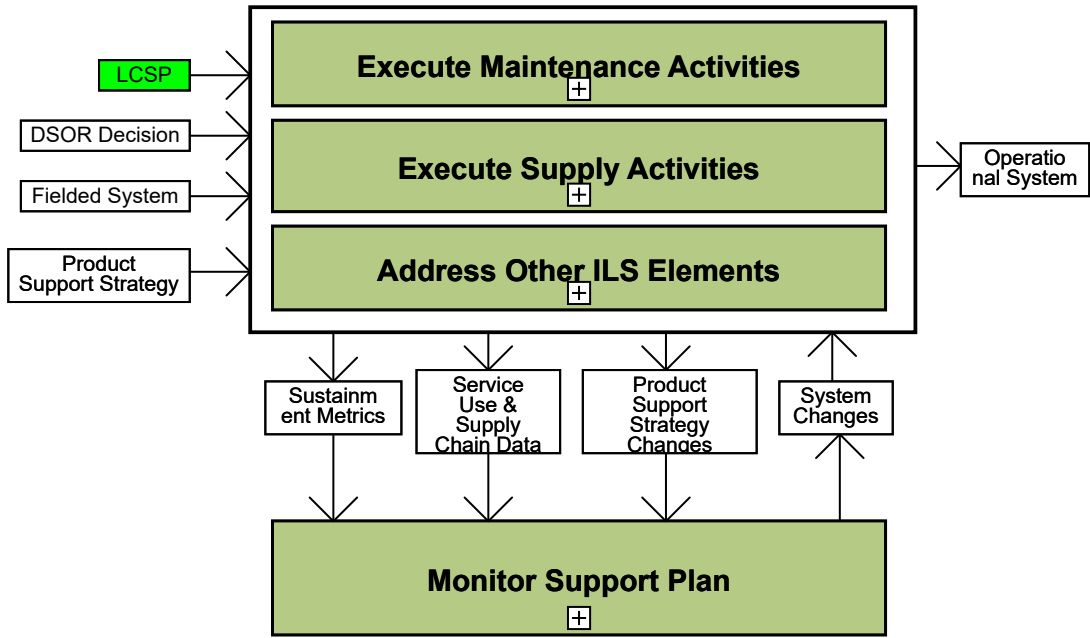 Execute Maintenance Activities
LCSP
DSOR Decision
Execute Supply Activities
Operatio
nal System
Fielded System
Product
Support Strategy
Address Other ILS Elements
Sustainm
ent Metrics
Service
Use &
Supply
Chain Data
Product
Support
Strategy
Changes
System
Changes
Monitor Support Plan